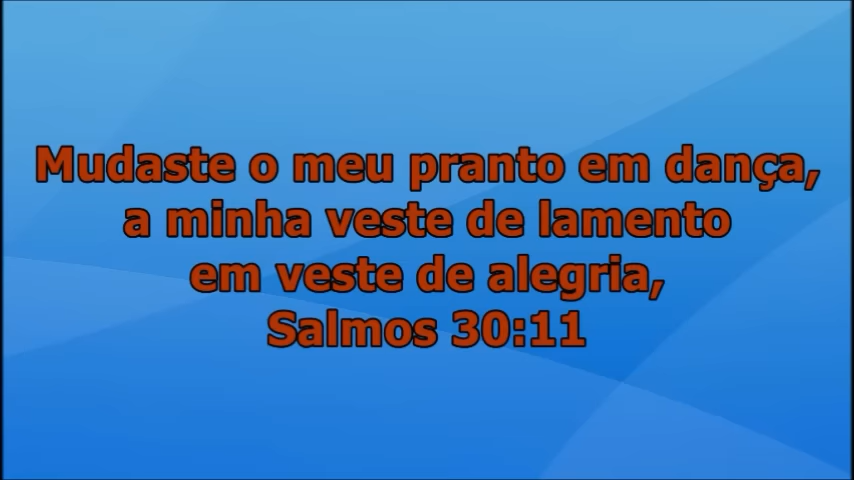 Mudaste o meu pranto em dança,
a minha veste de lamento
em veste de alegria,
Salmos 30:11